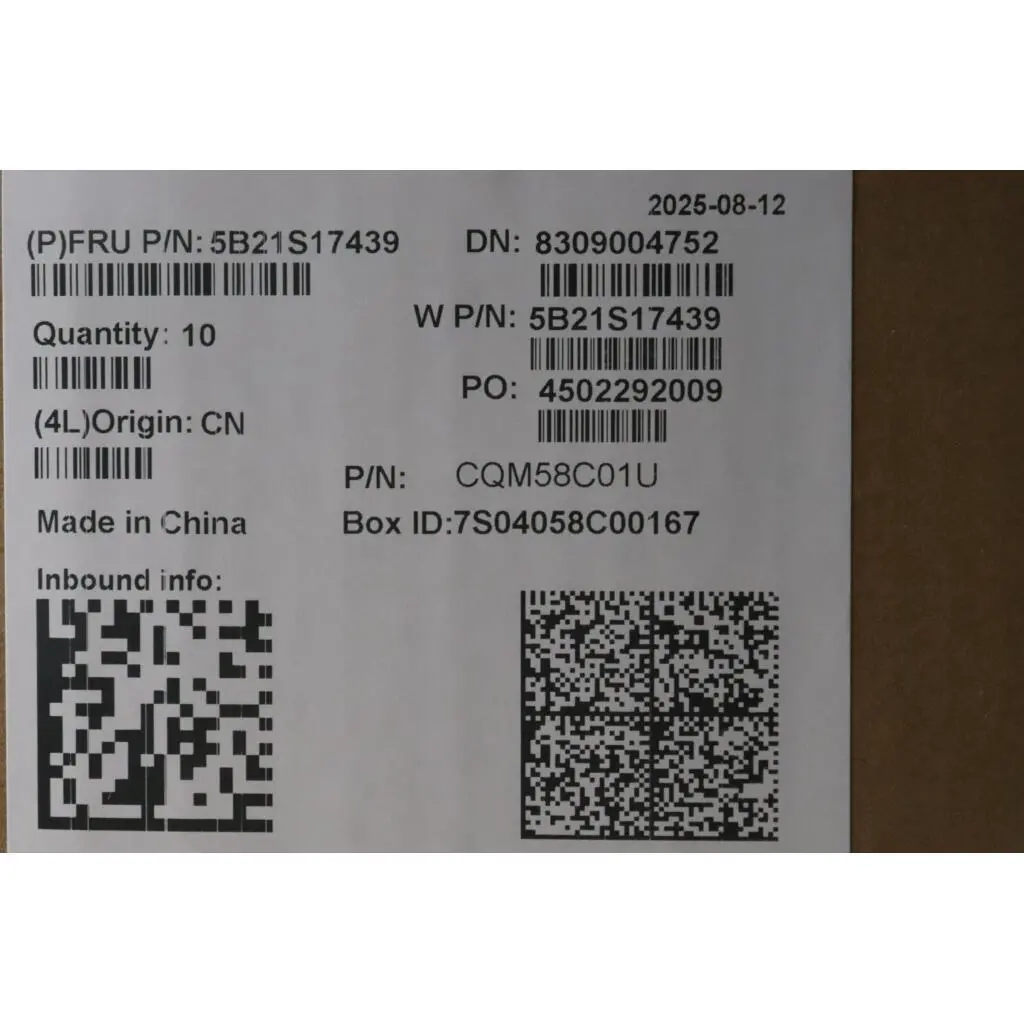 2025-08-12
(P)FRU P/N: 5B21S17439
DN: 8309004752
Quantity: 10
W P/N: 5B21S17439
PO: 4502292009
(4L)Origin: CN
P/N: CQM58C01U
Made in China
Box ID:7S04058C00167
Inbound info: